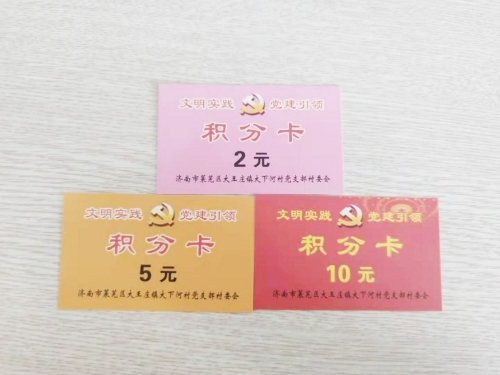 文明实践 党建引领
积分卡
2元
济南市莱芜区大王庄镇大下河村党支部村委会
文明实践 党建引领
积分卡
5元
济南市莱芜区大王庄镇大下河村党支部村委会
文明实践 党建引领
积分卡
10元
济南市莱芜区大王庄镇大下河村党支部村委会